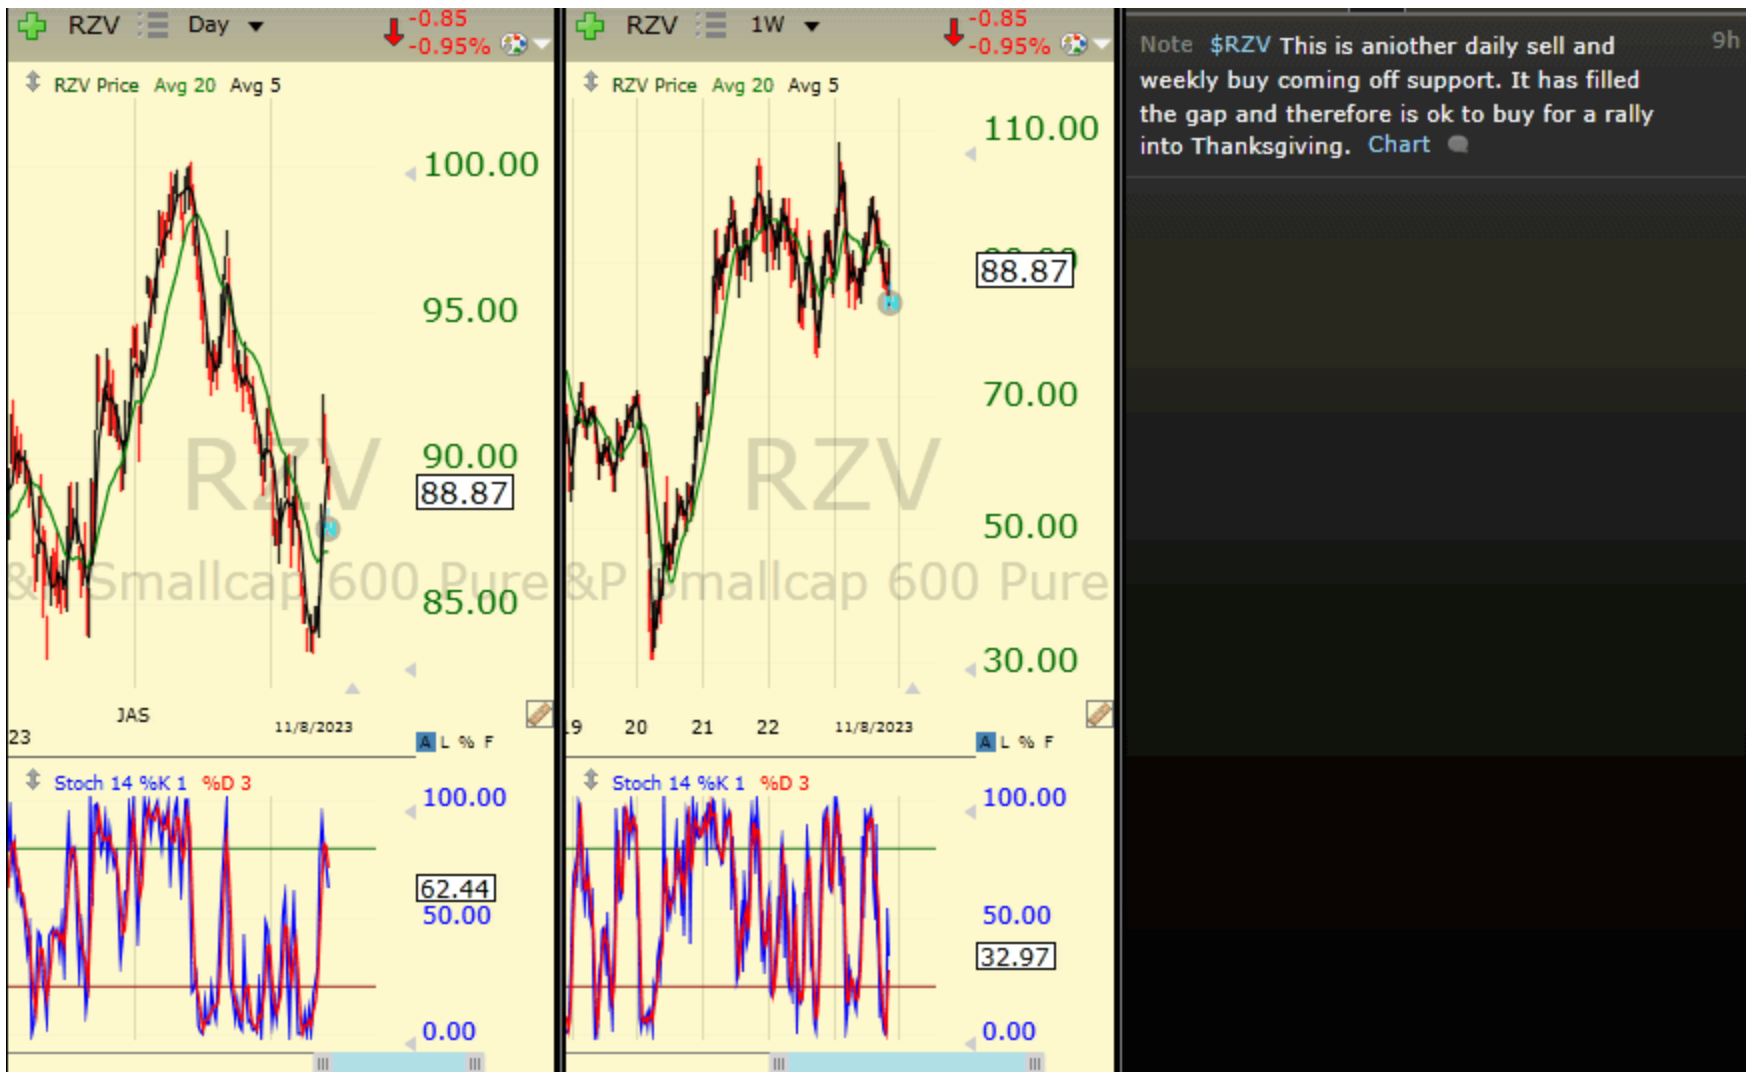 RZV Day -0.85
-0.95%
RZV Price Avg 20 Avg 5
100.00
95.00
90.00
88.87
85.00
RZV
&P Smallcap 600 Pure
JAS
11/8/2023
23
A L % F
Stoch 14 %K 1 %D 3
100.00
62.44
50.00
0.00
RZV 1W -0.85
-0.95%
RZV Price Avg 20 Avg 5
110.00
88.87
70.00
50.00
30.00
RZV
&P Smallcap 600 Pure
19 20 21 22 11/8/2023
A L % F
Stoch 14 %K 1 %D 3
100.00
50.00
32.97
0.00
Note $RZV This is aniother daily sell and 9h
weekly buy coming off support. It has filled
the gap and therefore is ok to buy for a rally
into Thanksgiving. Chart